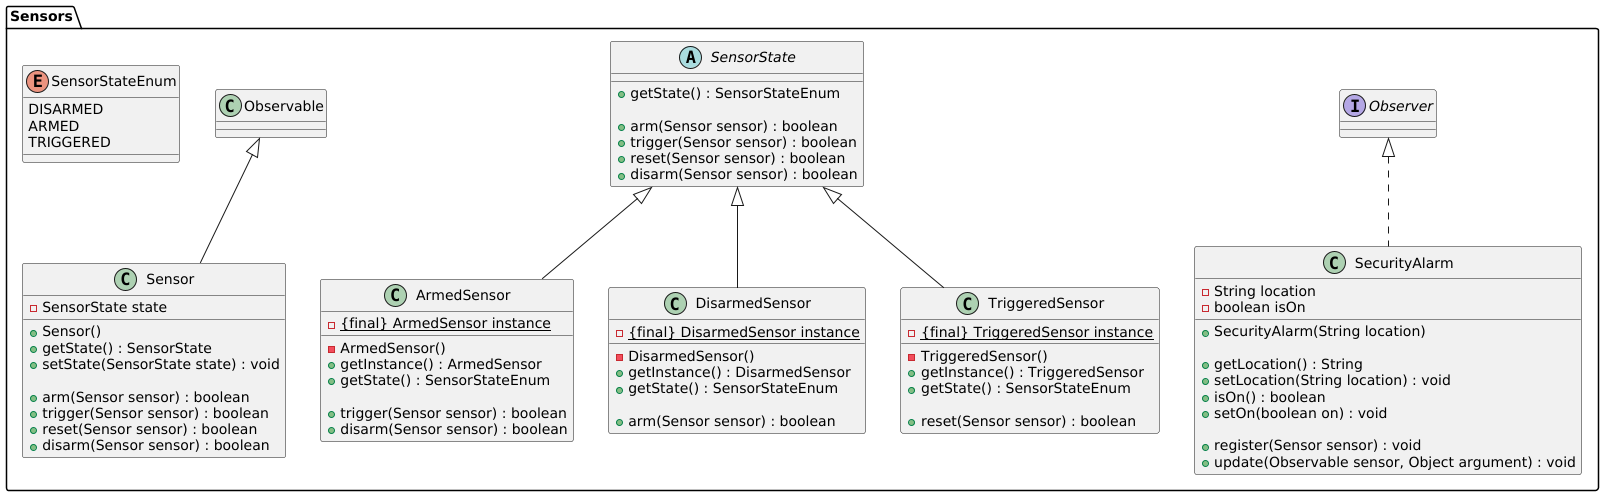 Sensors
E SensorStateEnum
DISARMED
ARMED
TRIGGERED
C Observable
A SensorState
getState() : SensorStateEnum
arm(Sensor sensor) : boolean
trigger(Sensor sensor) : boolean
reset(Sensor sensor) : boolean
disarm(Sensor sensor) : boolean
I Observer
C Sensor
SensorState state
Sensor()
getState() : SensorState
setState(SensorState state) : void
arm(Sensor sensor) : boolean
trigger(Sensor sensor) : boolean
reset(Sensor sensor) : boolean
disarm(Sensor sensor) : boolean
C ArmedSensor
{final} ArmedSensor instance
ArmedSensor()
getInstance() : ArmedSensor
getState() : SensorStateEnum
trigger(Sensor sensor) : boolean
disarm(Sensor sensor) : boolean
C DisarmedSensor
{final} DisarmedSensor instance
DisarmedSensor()
getInstance() : DisarmedSensor
getState() : SensorStateEnum
arm(Sensor sensor) : boolean
C TriggeredSensor
{final} TriggeredSensor instance
TriggeredSensor()
getInstance() : TriggeredSensor
getState() : SensorStateEnum
reset(Sensor sensor) : boolean
C SecurityAlarm
String location
boolean isOn
SecurityAlarm(String location)
getLocation() : String
setLocation(String location) : void
isOn() : boolean
setOn(boolean on) : void
register(Sensor sensor) : void
update(Observable sensor, Object argument) : void